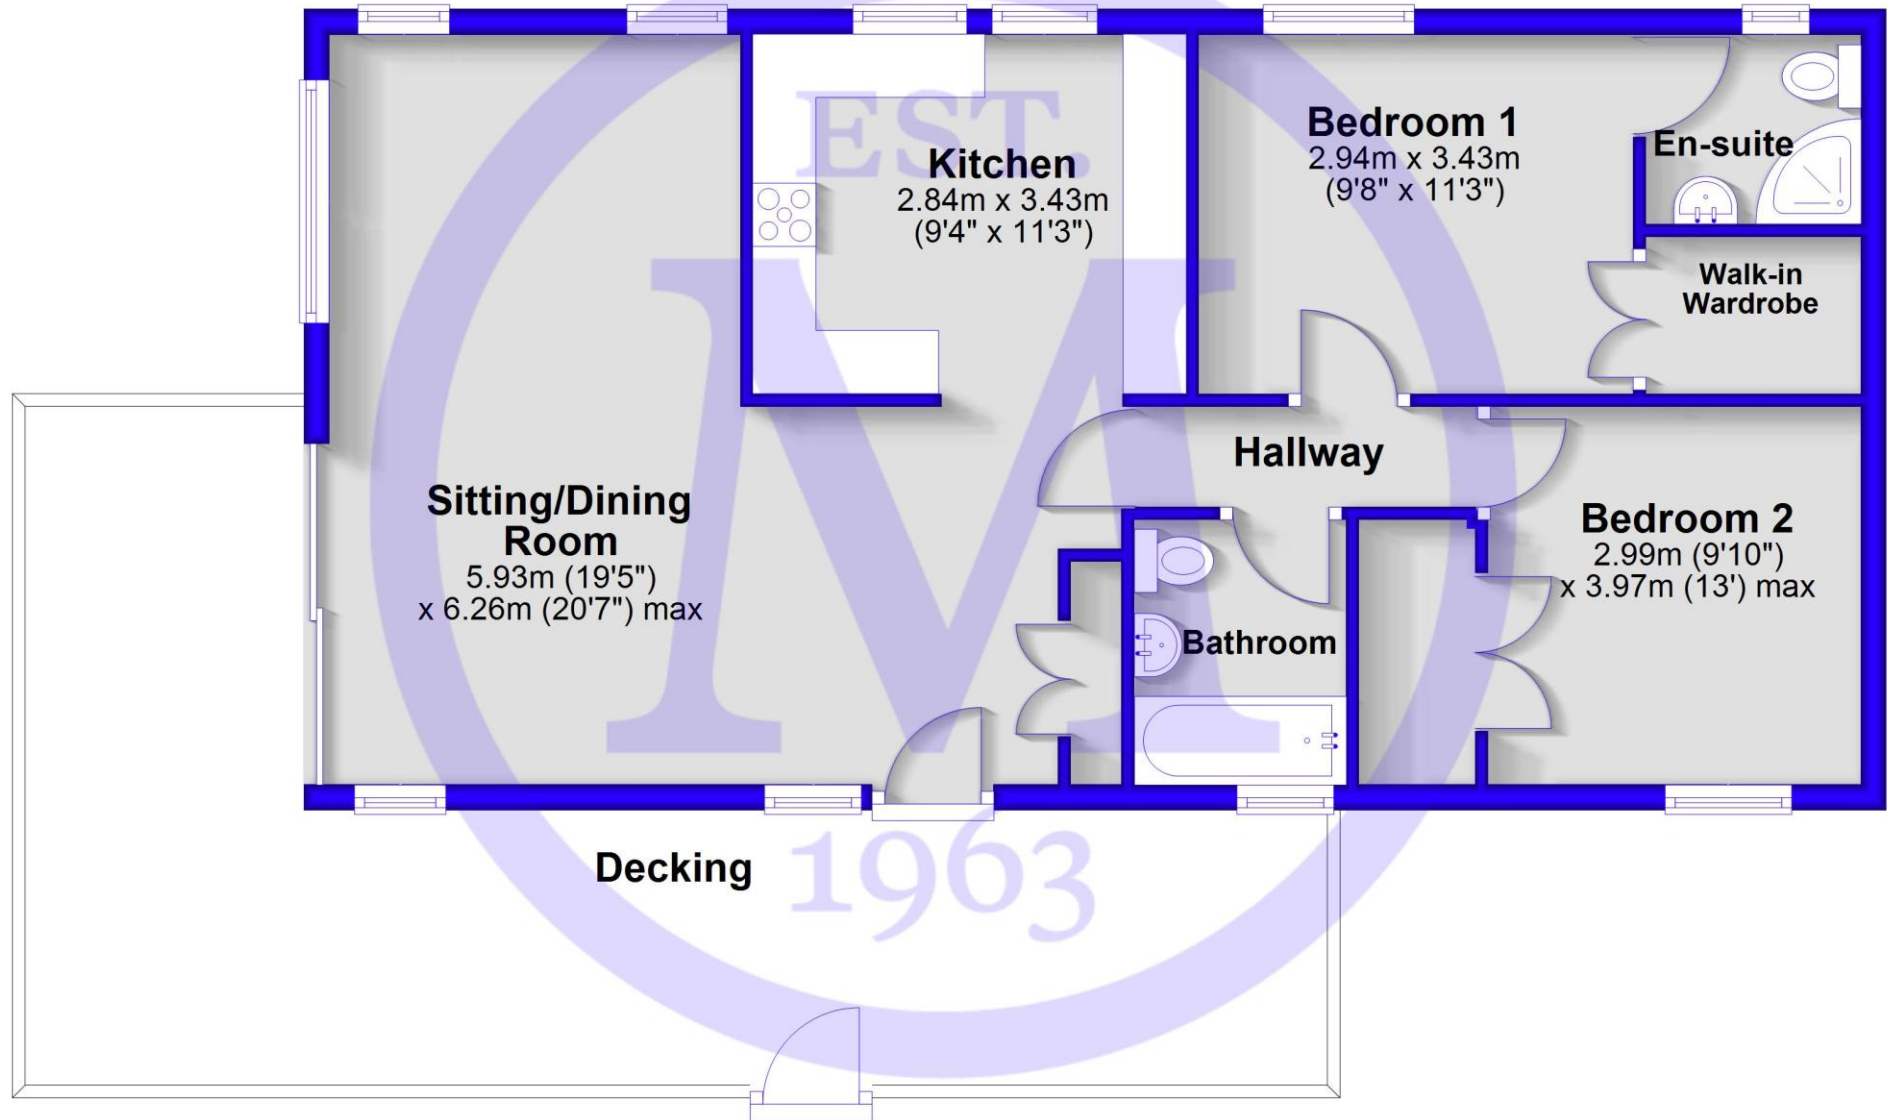 EST.
Kitchen
2.84m x 3.43m
(9'4" x 11'3")
Bedroom 1
2.94m x 3.43m
(9'8" x 11'3")
En-suite
Walk-in
Wardrobe
Sitting/Dining
Room
5.93m (19'5")
x 6.26m (20'7") max
Hallway
Bedroom 2
2.99m (9'10")
x 3.97m (13') max
Bathroom
M
Decking
1963